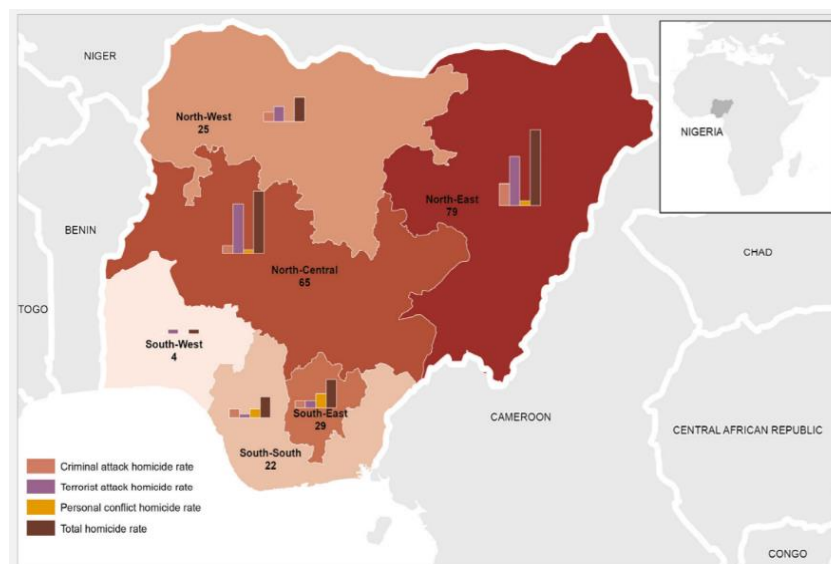 NIGER
North-West
25
NIGERIA
North-East
79
BENIN
CHAD
North-Central
65
TOGO
South-West
4
South-East
29
CAMEROON
CENTRAL AFRICAN REPUBLIC
South-South
22
Criminal attack homicide rate
Terrorist attack homicide rate
Personal conflict homicide rate
Total homicide rate
CONGO